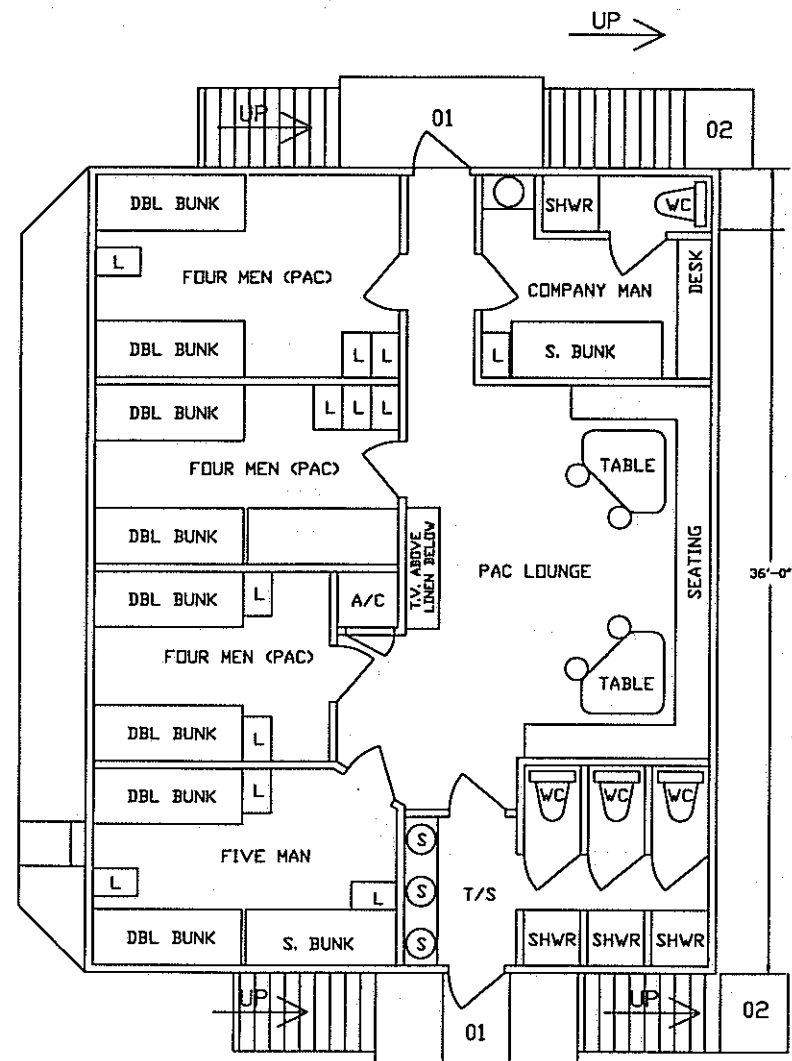 UP
UP
01
02
DBL BUNK
SHWR
WC
L
FOUR MEN (PAC)
COMPANY MAN
DESK
DBL BUNK
L
L
L
S. BUNK
DBL BUNK
L
L
L
FOUR MEN (PAC)
TABLE
DBL BUNK
T.V. ABOVE
LINEN BELOW
PAC LOUNGE
SEATING
36'-0"
DBL BUNK
L
A/C
FOUR MEN (PAC)
TABLE
DBL BUNK
L
DBL BUNK
L
WC
WC
WC
S
FIVE MAN
L
L
S
T/S
DBL BUNK
S. BUNK
S
SHWR
SHWR
SHWR
UP
01
UP
02